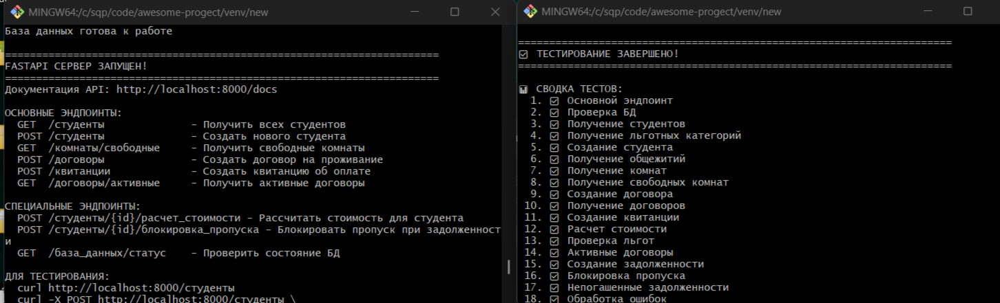 MINGW64:/c/sqp/code/awesome-progect/venv/new
База данных готова к работе
======================================================================
FASTAPI СЕРВЕР ЗАПУЩЕН!
======================================================================
Документация API: http://localhost:8000/docs
ОСНОВНЫЕ ЭНДПОИНТЫ:
GET /студенты - Получить всех студентов
POST /студенты - Создать нового студента
GET /комнаты/свободные - Получить свободные комнаты
POST /договоры - Создать договор на проживание
POST /квитанции - Создать квитанцию об оплате
GET /договоры/активные - Получить активные договоры
СПЕЦИАЛЬНЫЕ ЭНДПОИНТЫ:
POST /студенты/{id}/расчет_стоимости - Рассчитать стоимость для студента
POST /студенты/{id}/блокировка_пропуска - Блокировать пропуск при задолженност
и
GET /база_данных/статус - Проверить состояние БД
ДЛЯ ТЕСТИРОВАНИЯ:
curl http://localhost:8000/студенты
curl -X POST http://localhost:8000/студенты \
MINGW64:/c/sqp/code/awesome-progect/venv/new
======================================================================
☑ ТЕСТИРОВАНИЕ ЗАВЕРШЕНО!
======================================================================
СВОДКА ТЕСТОВ:
1. ☑ Основной эндпоинт
2. ☑ Проверка БД
3. ☑ Получение студентов
4. ☑ Получение льготных категорий
5. ☑ Создание студента
6. ☑ Получение общежитий
7. ☑ Получение комнат
8. ☑ Получение свободных комнат
9. ☑ Создание договора
10. ☑ Получение договоров
11. ☑ Создание квитанции
12. ☑ Расчет стоимости
13. ☑ Проверка льгот
14. ☑ Активные договоры
15. ☑ Создание задолженности
16. ☑ Блокировка пропуска
17. ☑ Непогашенные задолженности
18. ☑ Обработка ошибок